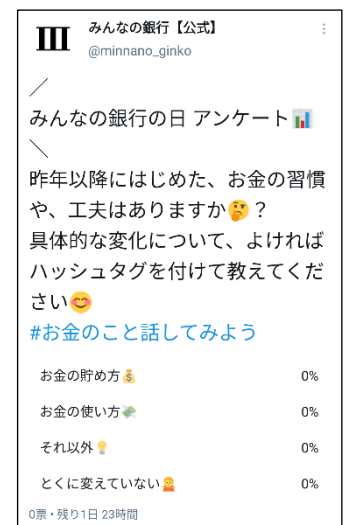 みんなの銀行【公式】
@minnano_ginko
／
みんなの銀行の日 アンケート📊
＼
昨年以降にはじめた、お金の習慣
や、工夫はありますか🤔？
具体的な変化について、よければ
ハッシュタグを付けて教えてくだ
さい😊
#お金のこと話してみよう
お金の貯め方💰 0%
お金の使い方💸 0%
それ以外💡 0%
とくに変えていない🙅 0%
0票・残り1日 23時間